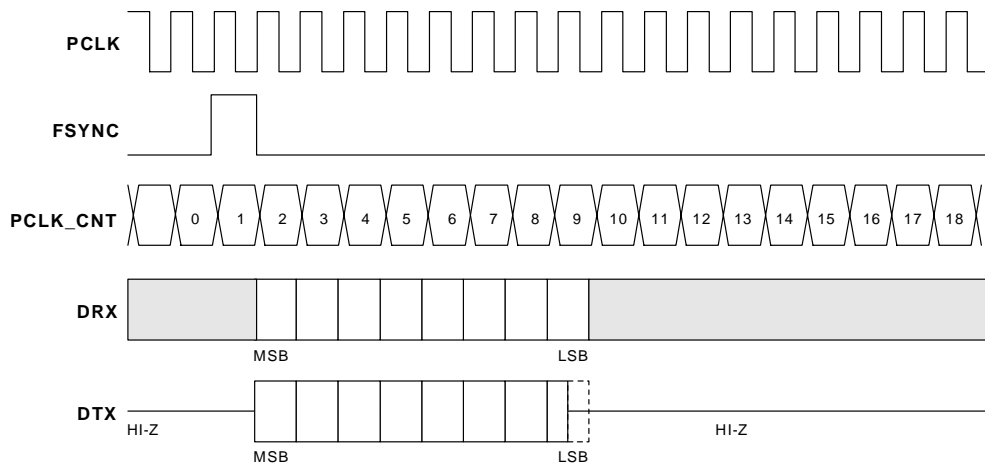 PCLK
FSYNC
PCLK_CNT 0 1 2 3 4 5 6 7 8 9 10 11 12 13 14 15 16 17 18
DRX
MSB LSB
DTX
HI-Z HI-Z
MSB LSB